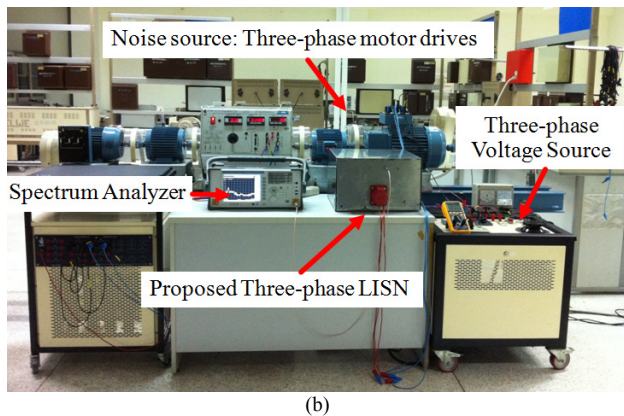 Noise source: Three-phase motor drives
Three-phase
Voltage Source
Spectrum Analyzer
Proposed Three-phase LISN
(b)